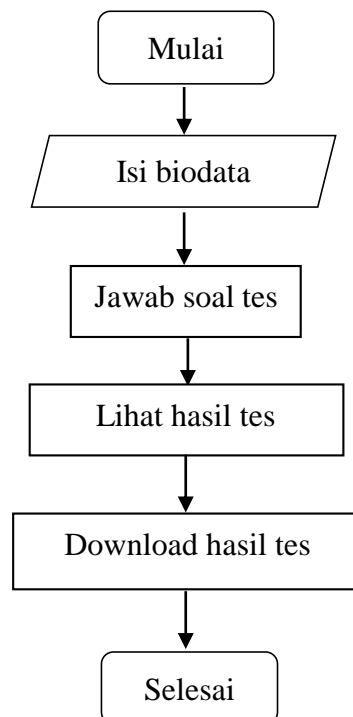 Mulai
Isi biodata
Jawab soal tes
Lihat hasil tes
Download hasil tes
Selesai